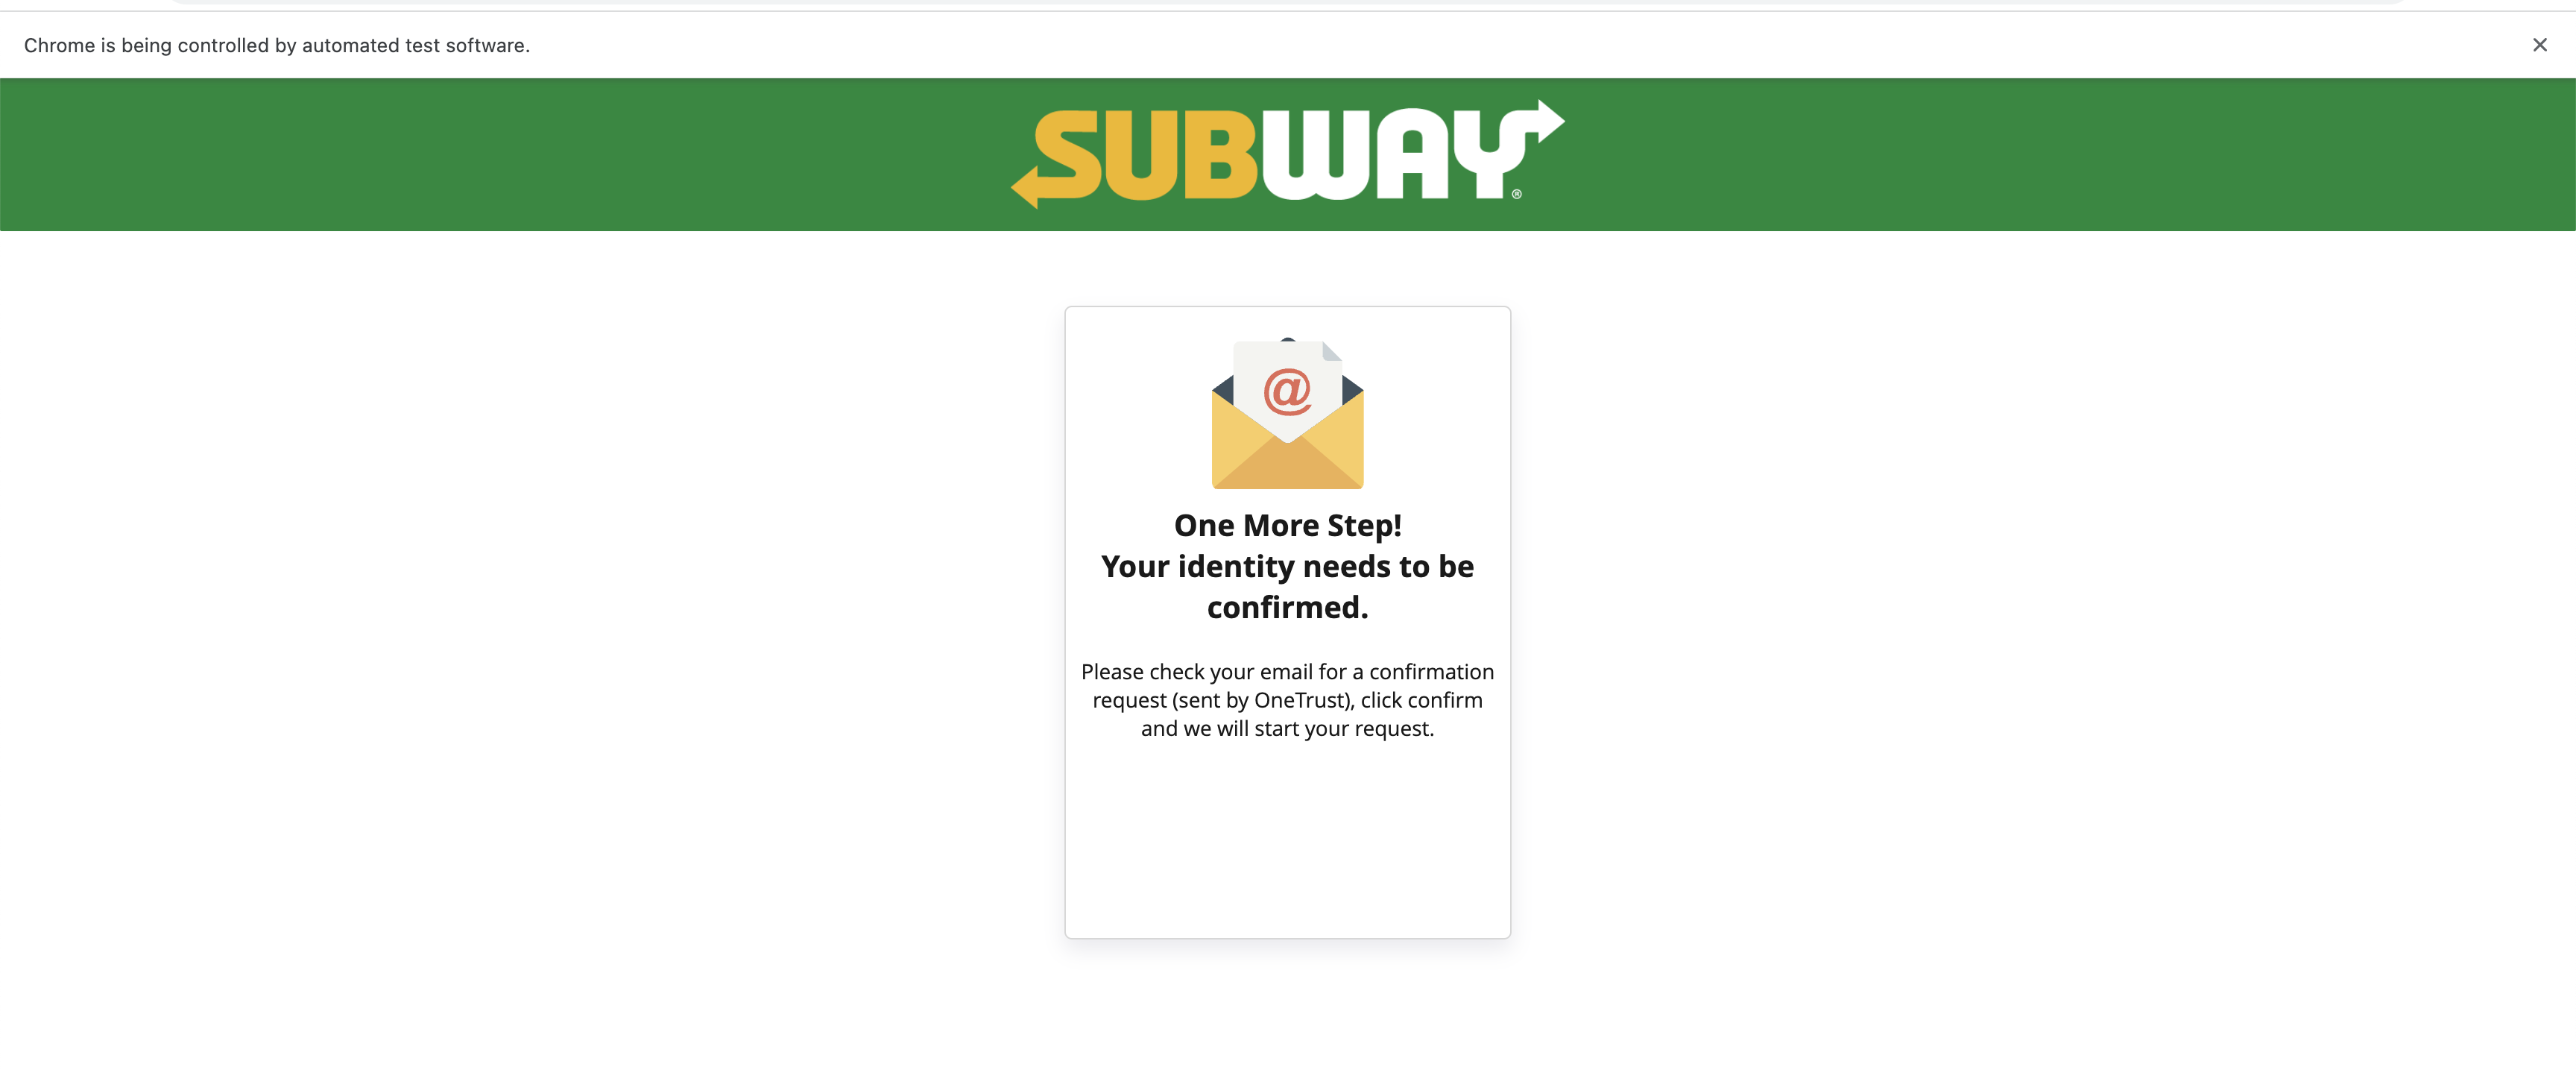 Chrome is being controlled by automated test software.
SUBWAY®
@
One More Step!
Your identity needs to be
confirmed.
Please check your email for a confirmation
request (sent by OneTrust), click confirm
and we will start your request.